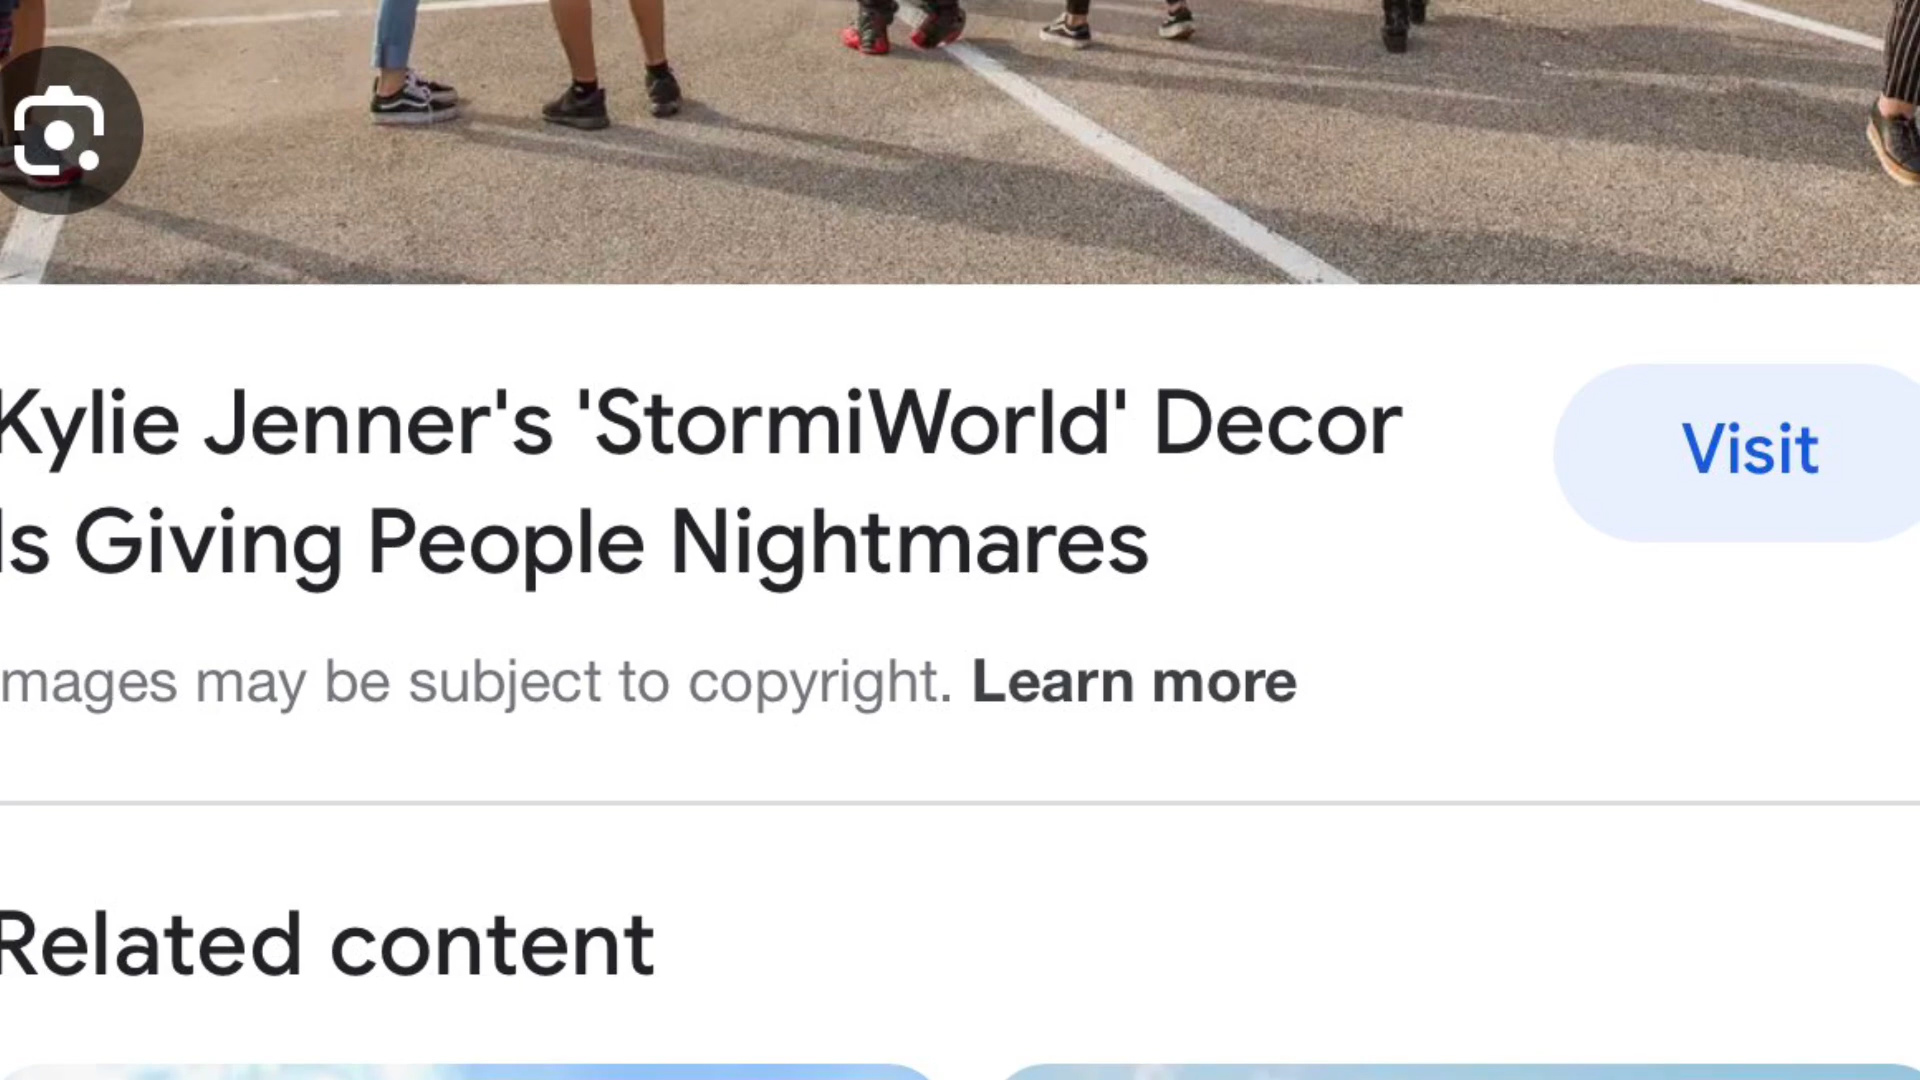 Kylie Jenner's 'StormiWorld' Decor
Is Giving People Nightmares
Visit
mages may be subject to copyright. Learn more
Related content